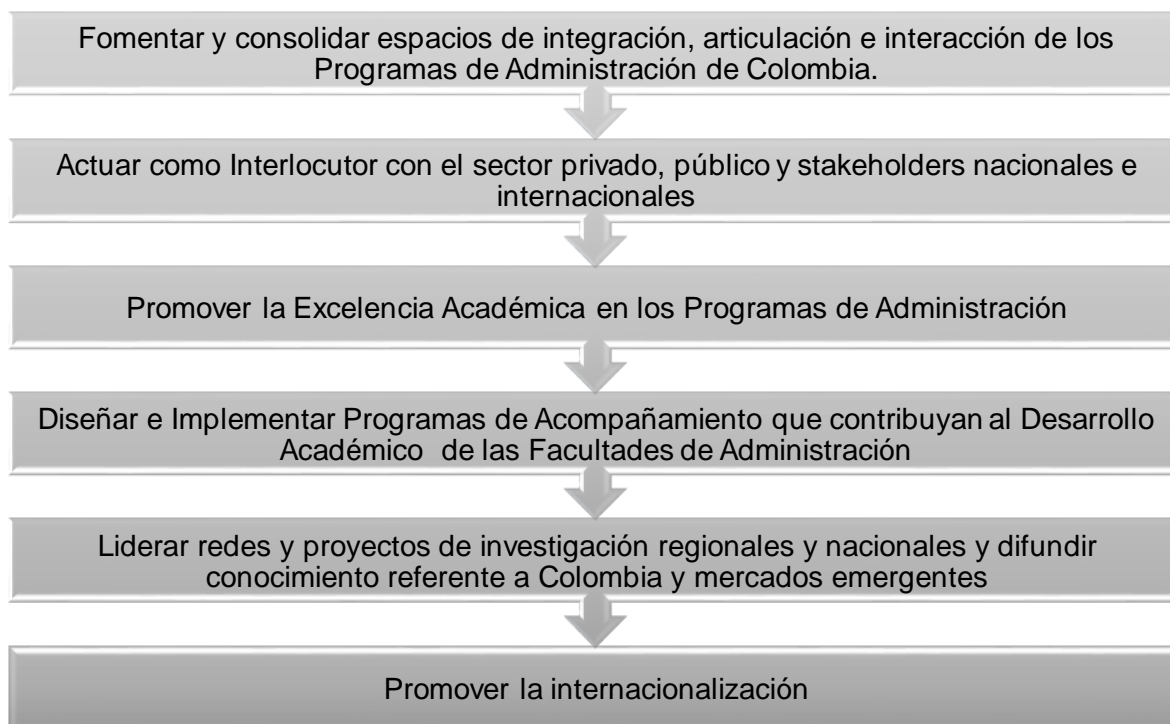 Fomentar y consolidar espacios de integración, articulación e interacción de los
Programas de Administración de Colombia.
Actuar como Interlocutor con el sector privado, público y stakeholders nacionales e
internacionales
Promover la Excelencia Académica en los Programas de Administración
Diseñar e Implementar Programas de Acompañamiento que contribuyan al Desarrollo
Académico de las Facultades de Administración
Liderar redes y proyectos de investigación regionales y nacionales y difundir
conocimiento referente a Colombia y mercados emergentes
Promover la internacionalización